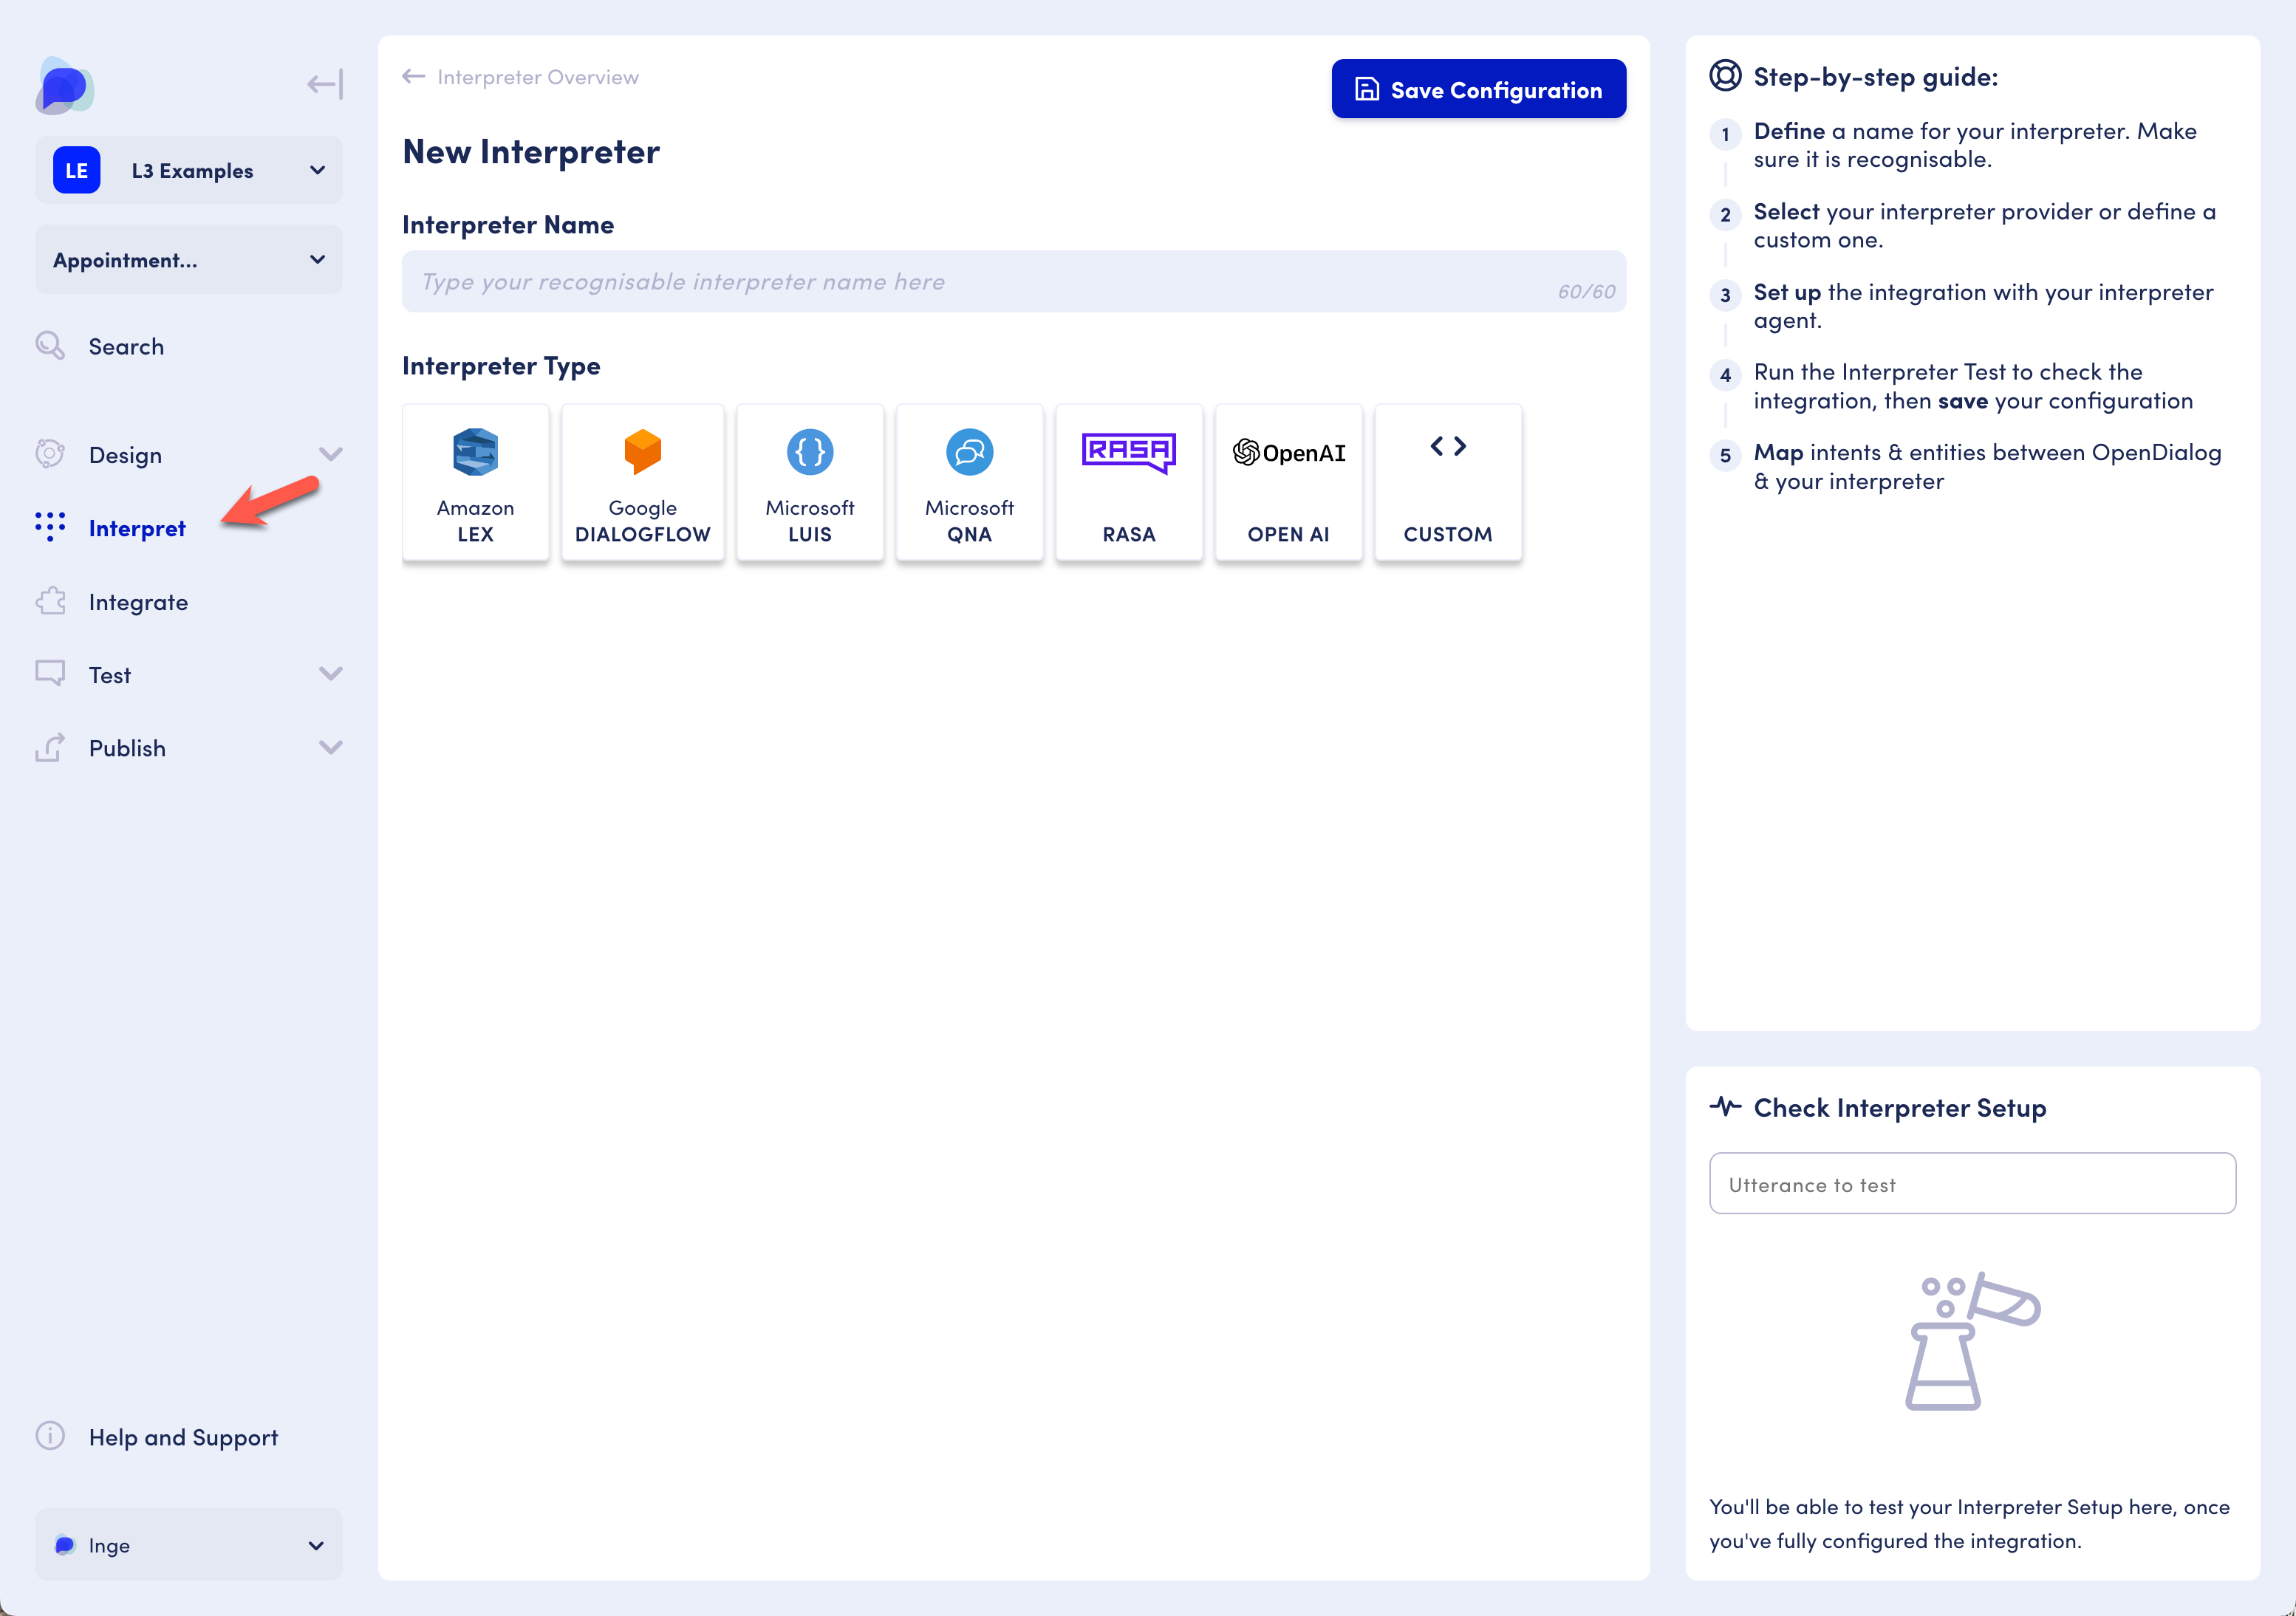 LE
L3 Examples
Appointment...
Search
Design
Interpret
Integrate
Test
Publish
Help and Support
Inge
Interpreter Overview
Save Configuration
New Interpreter
Interpreter Name
Type your recognisable interpreter name here
60/60
Interpreter Type
Amazon
LEX
Google
DIALOGFLOW
Microsoft
LUIS
Microsoft
QNA
RASA
RASA
OpenAI
OPEN AI
CUSTOM
Step-by-step guide:
1 Define a name for your interpreter. Make
sure it is recognisable.
2 Select your interpreter provider or define a
custom one.
3 Set up the integration with your interpreter
agent.
4 Run the Interpreter Test to check the
integration, then save your configuration
5 Map intents & entities between OpenDialog
& your interpreter
Check Interpreter Setup
Utterance to test
You'll be able to test your Interpreter Setup here, once
you've fully configured the integration.